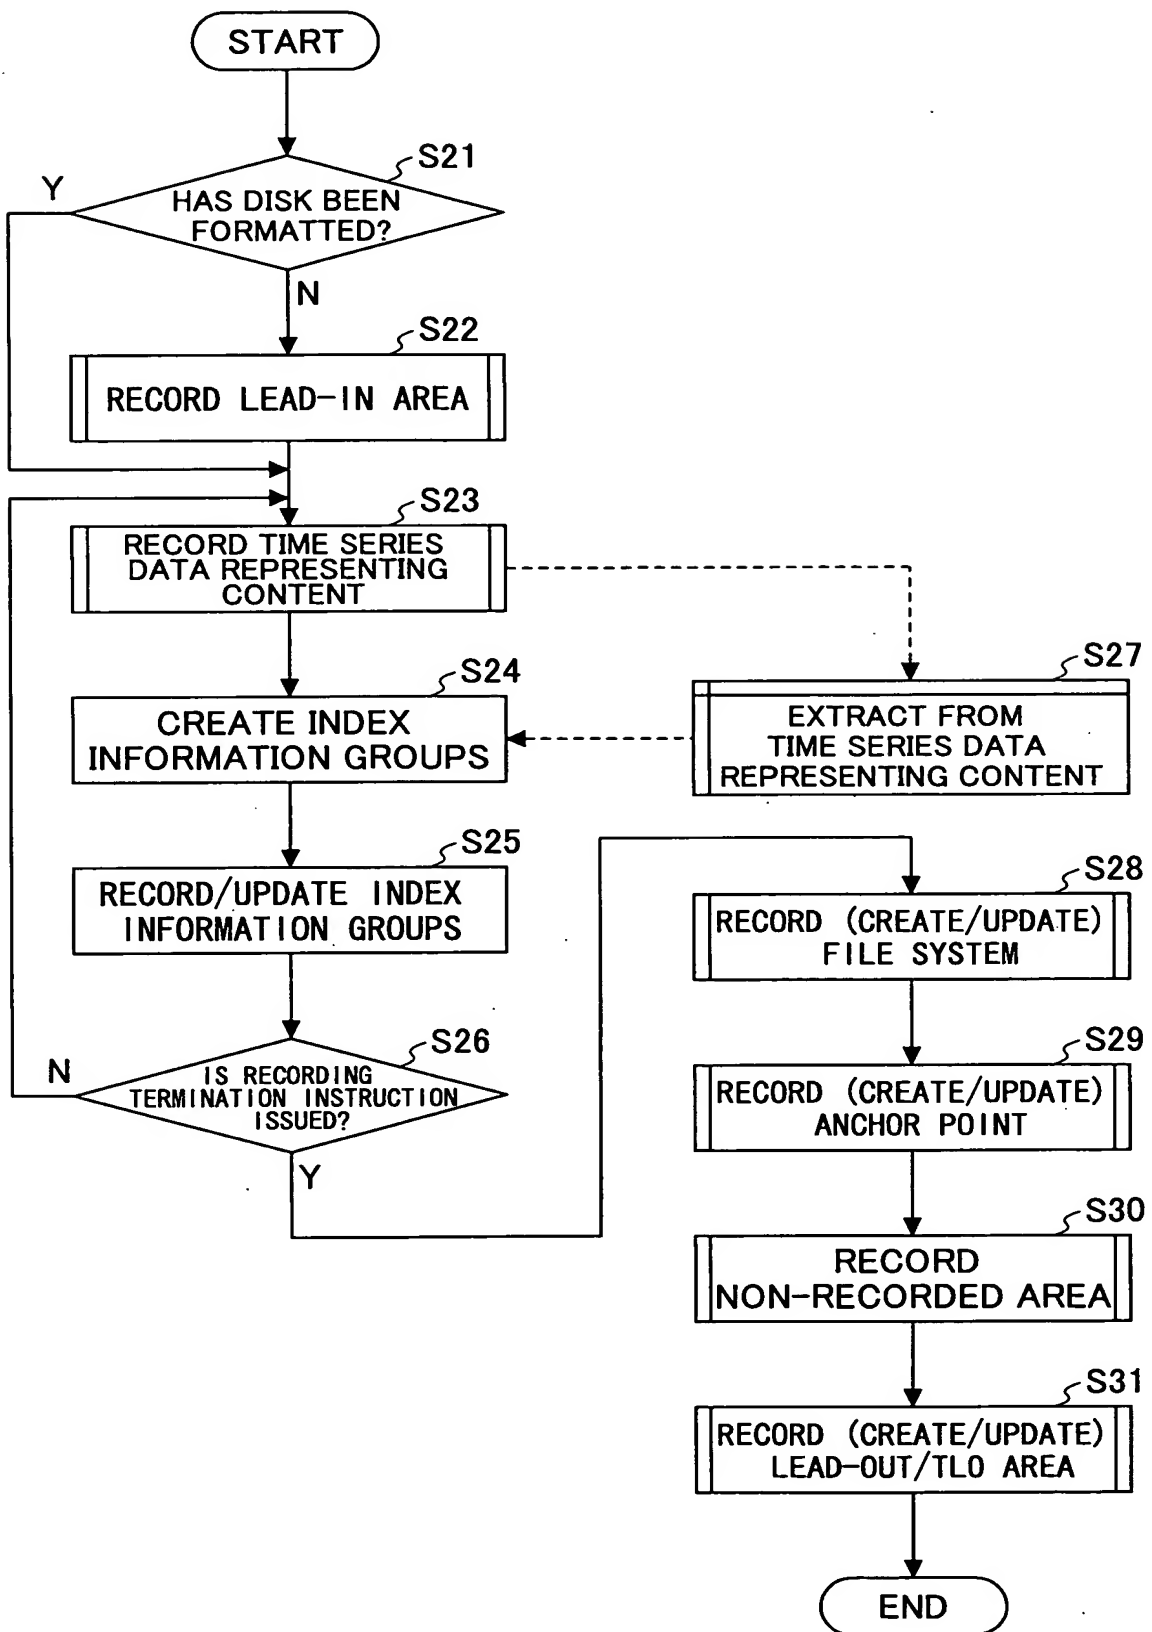 START
S21
Y
HAS DISK BEEN
FORMATTED?
N
S22
RECORD LEAD-IN AREA
S23
RECORD TIME SERIES
DATA REPRESENTING
CONTENT
S24
CREATE INDEX
INFORMATION GROUPS
S27
EXTRACT FROM
TIME SERIES DATA
REPRESENTING CONTENT
S25
RECORD/UPDATE INDEX
INFORMATION GROUPS
S26
N
IS RECORDING
TERMINATION INSTRUCTION
ISSUED?
Y
S28
RECORD (CREATE/UPDATE)
FILE SYSTEM
S29
RECORD (CREATE/UPDATE)
ANCHOR POINT
S30
RECORD
NON-RECORDED AREA
S31
RECORD (CREATE/UPDATE)
LEAD-OUT/TLO AREA
END